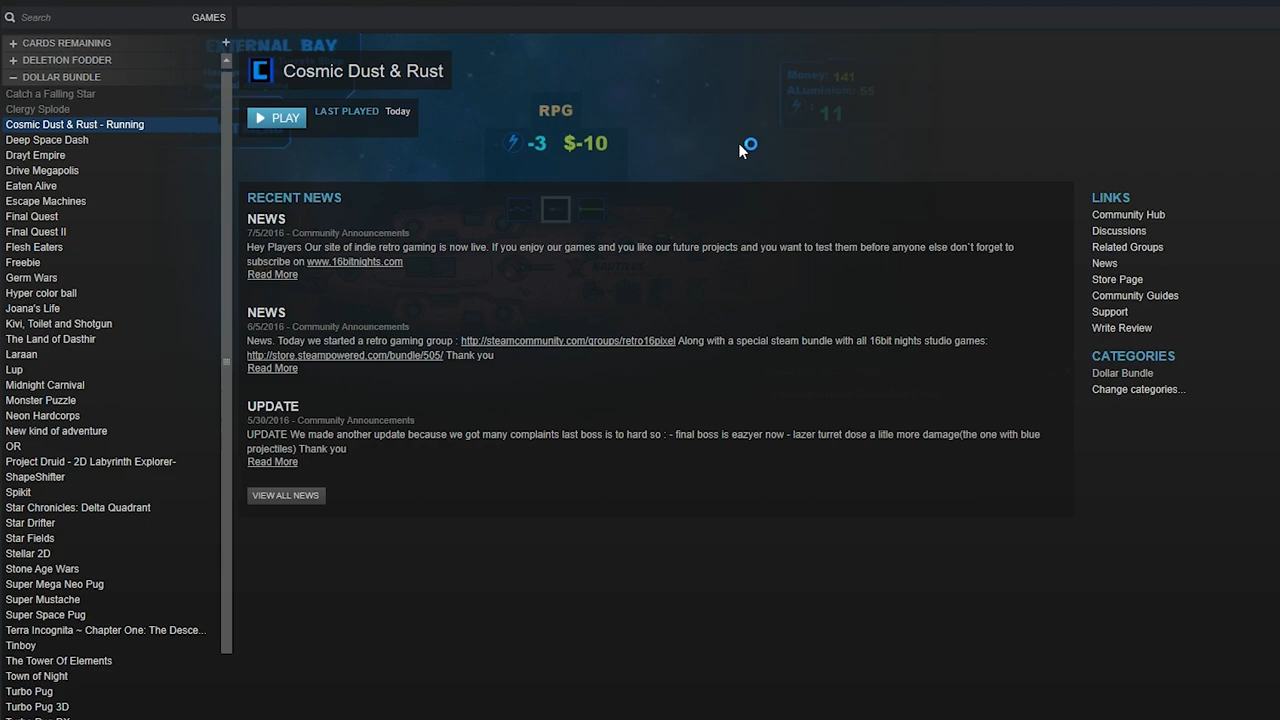 Search
GAMES
+ CARDS REMAINING
+
+ DELETION FODDER
– DOLLAR BUNDLE
Catch a Falling Star
Clergy Splode
Cosmic Dust & Rust - Running
Deep Space Dash
Drayt Empire
Drive Megapolis
Eaten Alive
Escape Machines
Final Quest
Final Quest II
Flesh Eaters
Freebie
Germ Wars
Hyper color ball
Joana's Life
Kivi, Toilet and Shotgun
The Land of Dasthir
Laraan
Lup
Midnight Carnival
Monster Puzzle
Neon Hardcorps
New kind of adventure
OR
Project Druid - 2D Labyrinth Explorer-
ShapeShifter
Spikit
Star Chronicles: Delta Quadrant
Star Drifter
Star Fields
Stellar 2D
Stone Age Wars
Super Mega Neo Pug
Super Mustache
Super Space Pug
Terra Incognita ~ Chapter One: The Desce...
Tinboy
The Tower Of Elements
Town of Night
Turbo Pug
Turbo Pug 3D
EXTERNAL BAY
C Cosmic Dust & Rust
PLAY
LAST PLAYED Today
RPG
-3 $-10
Money: 141
ALuminium: 55
: 11
RECENT NEWS
NEWS
7/5/2016 - Community Announcements
Hey Players Our site of indie retro gaming is now live. If you enjoy our games and you like our future projects and you want to test them before anyone else don`t forget to
subscribe on www.16bitnights.com
Read More
NEWS
6/5/2016 - Community Announcements
News. Today we started a retro gaming group : http://steamcommunity.com/groups/retro16pixel Along with a special steam bundle with all 16bit nights studio games:
http://store.steampowered.com/bundle/505/ Thank you
Read More
UPDATE
5/30/2016 - Community Announcements
UPDATE We made another update because we got many complaints last boss is to hard so : - final boss is eazyer now - lazer turret dose a litle more damage(the one with blue
projectiles) Thank you
Read More
VIEW ALL NEWS
LINKS
Community Hub
Discussions
Related Groups
News
Store Page
Community Guides
Support
Write Review
CATEGORIES
Dollar Bundle
Change categories...